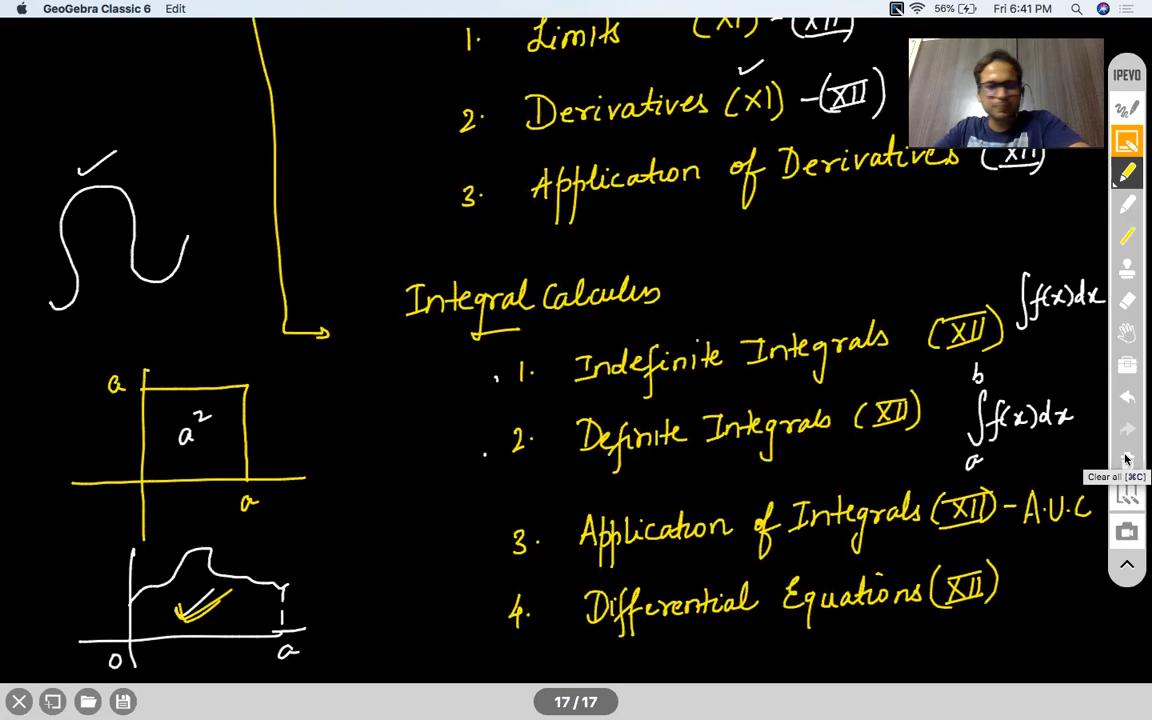 GeoGebra Classic 6 Edit 56% Fri 6:41 PM
1. Limits (XI) - (XII)
IPEVO
2. Derivatives (XI) - (XII)
3. Application of Derivatives (XII)
Integral Calculus
1. Indefinite Integrals (XII) ∫f(x)dx
a
a²
a
2. Definite Integrals (XII) ∫ₐᵇ f(x)dx
Clear all [⌘C]
3. Application of Integrals (XII) - A.U.C
4. Differential Equations (XII)
0 a
17 / 17